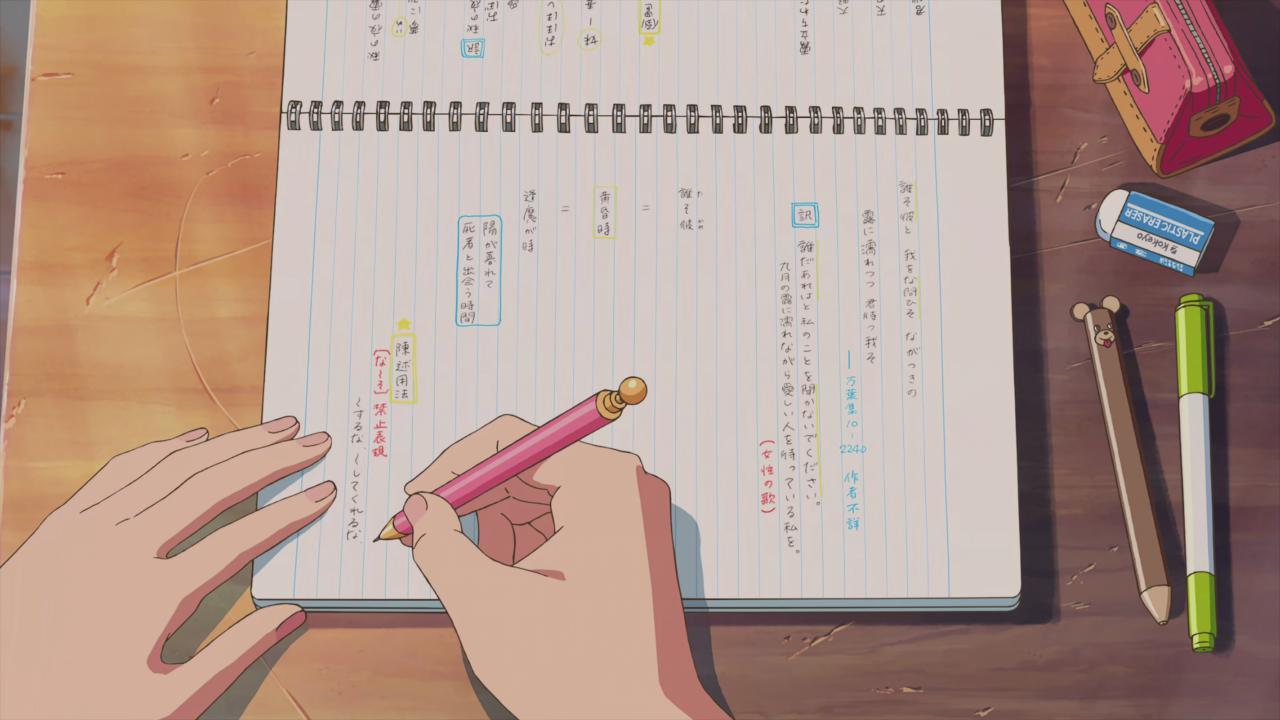 誰そ彼と 我をな問ひそ ながつきの
露に濡れつつ 君待つ我そ
― 万葉集10-2240 作者不詳
訳 誰だあれはと私のことを聞かないでください。
九月の露に濡れながら愛しい人を待っている私を。
(女性の歌)
誰そ彼
=
黄昏時
=
逢魔が時
陽が暮れて
死者と出会う時間
★陳述用法
(な~そ)禁止表現
~するな ~してくれるな
PLASTIC ERASER
kokeyo